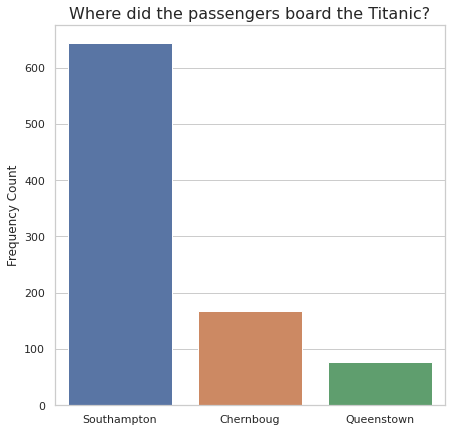 Where did the passengers board the Titanic?
600
500
400
300
200
100
0
Frequency Count
Southampton
Chernboug
Queenstown